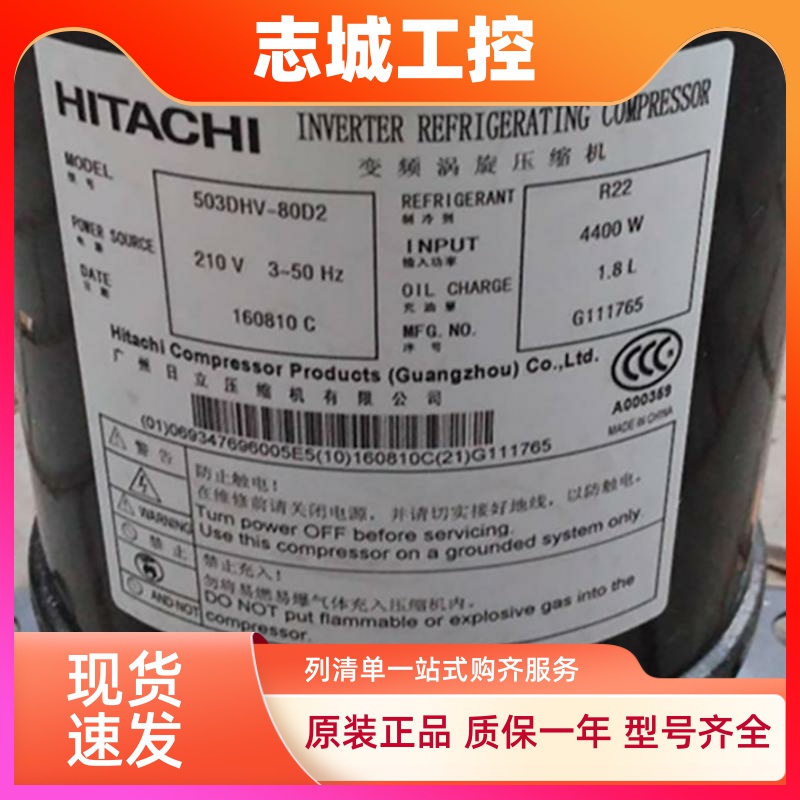 志城工控
HITACHI
INVERTER REFRIGERATING COMPRESSOR
变频涡旋压缩机
MODEL
型号
503DHV-80D2
REFRIGERANT
制冷剂
R22
POWER SOURCE
电源
210 V 3~50 Hz
INPUT
输入功率
4400 W
DATE
日期
160810 C
OIL CHARGE
充油量
1.8 L
MFG.NO.
序号
G111765
Hitachi Compressor Products (Guangzhou) Co.,Ltd.
广州日立压缩机有限公司
CCC
A000359
MADE IN CHINA
(01)069347696005E5(10)160810C(21)G111765
警告
WARNING
防止触电!
在维修前请关闭电源，并请切实接好地线，以防触电。
Turn power OFF before servicing.
Use this compressor on a grounded system only.
禁止
AND NOT
禁止充入!
勿将易燃易爆气体充入压缩机内。
DO NOT put flammable or explosive gas into the
compressor.
现货
速发
列清单一站式购齐服务
原装正品 质保一年 型号齐全